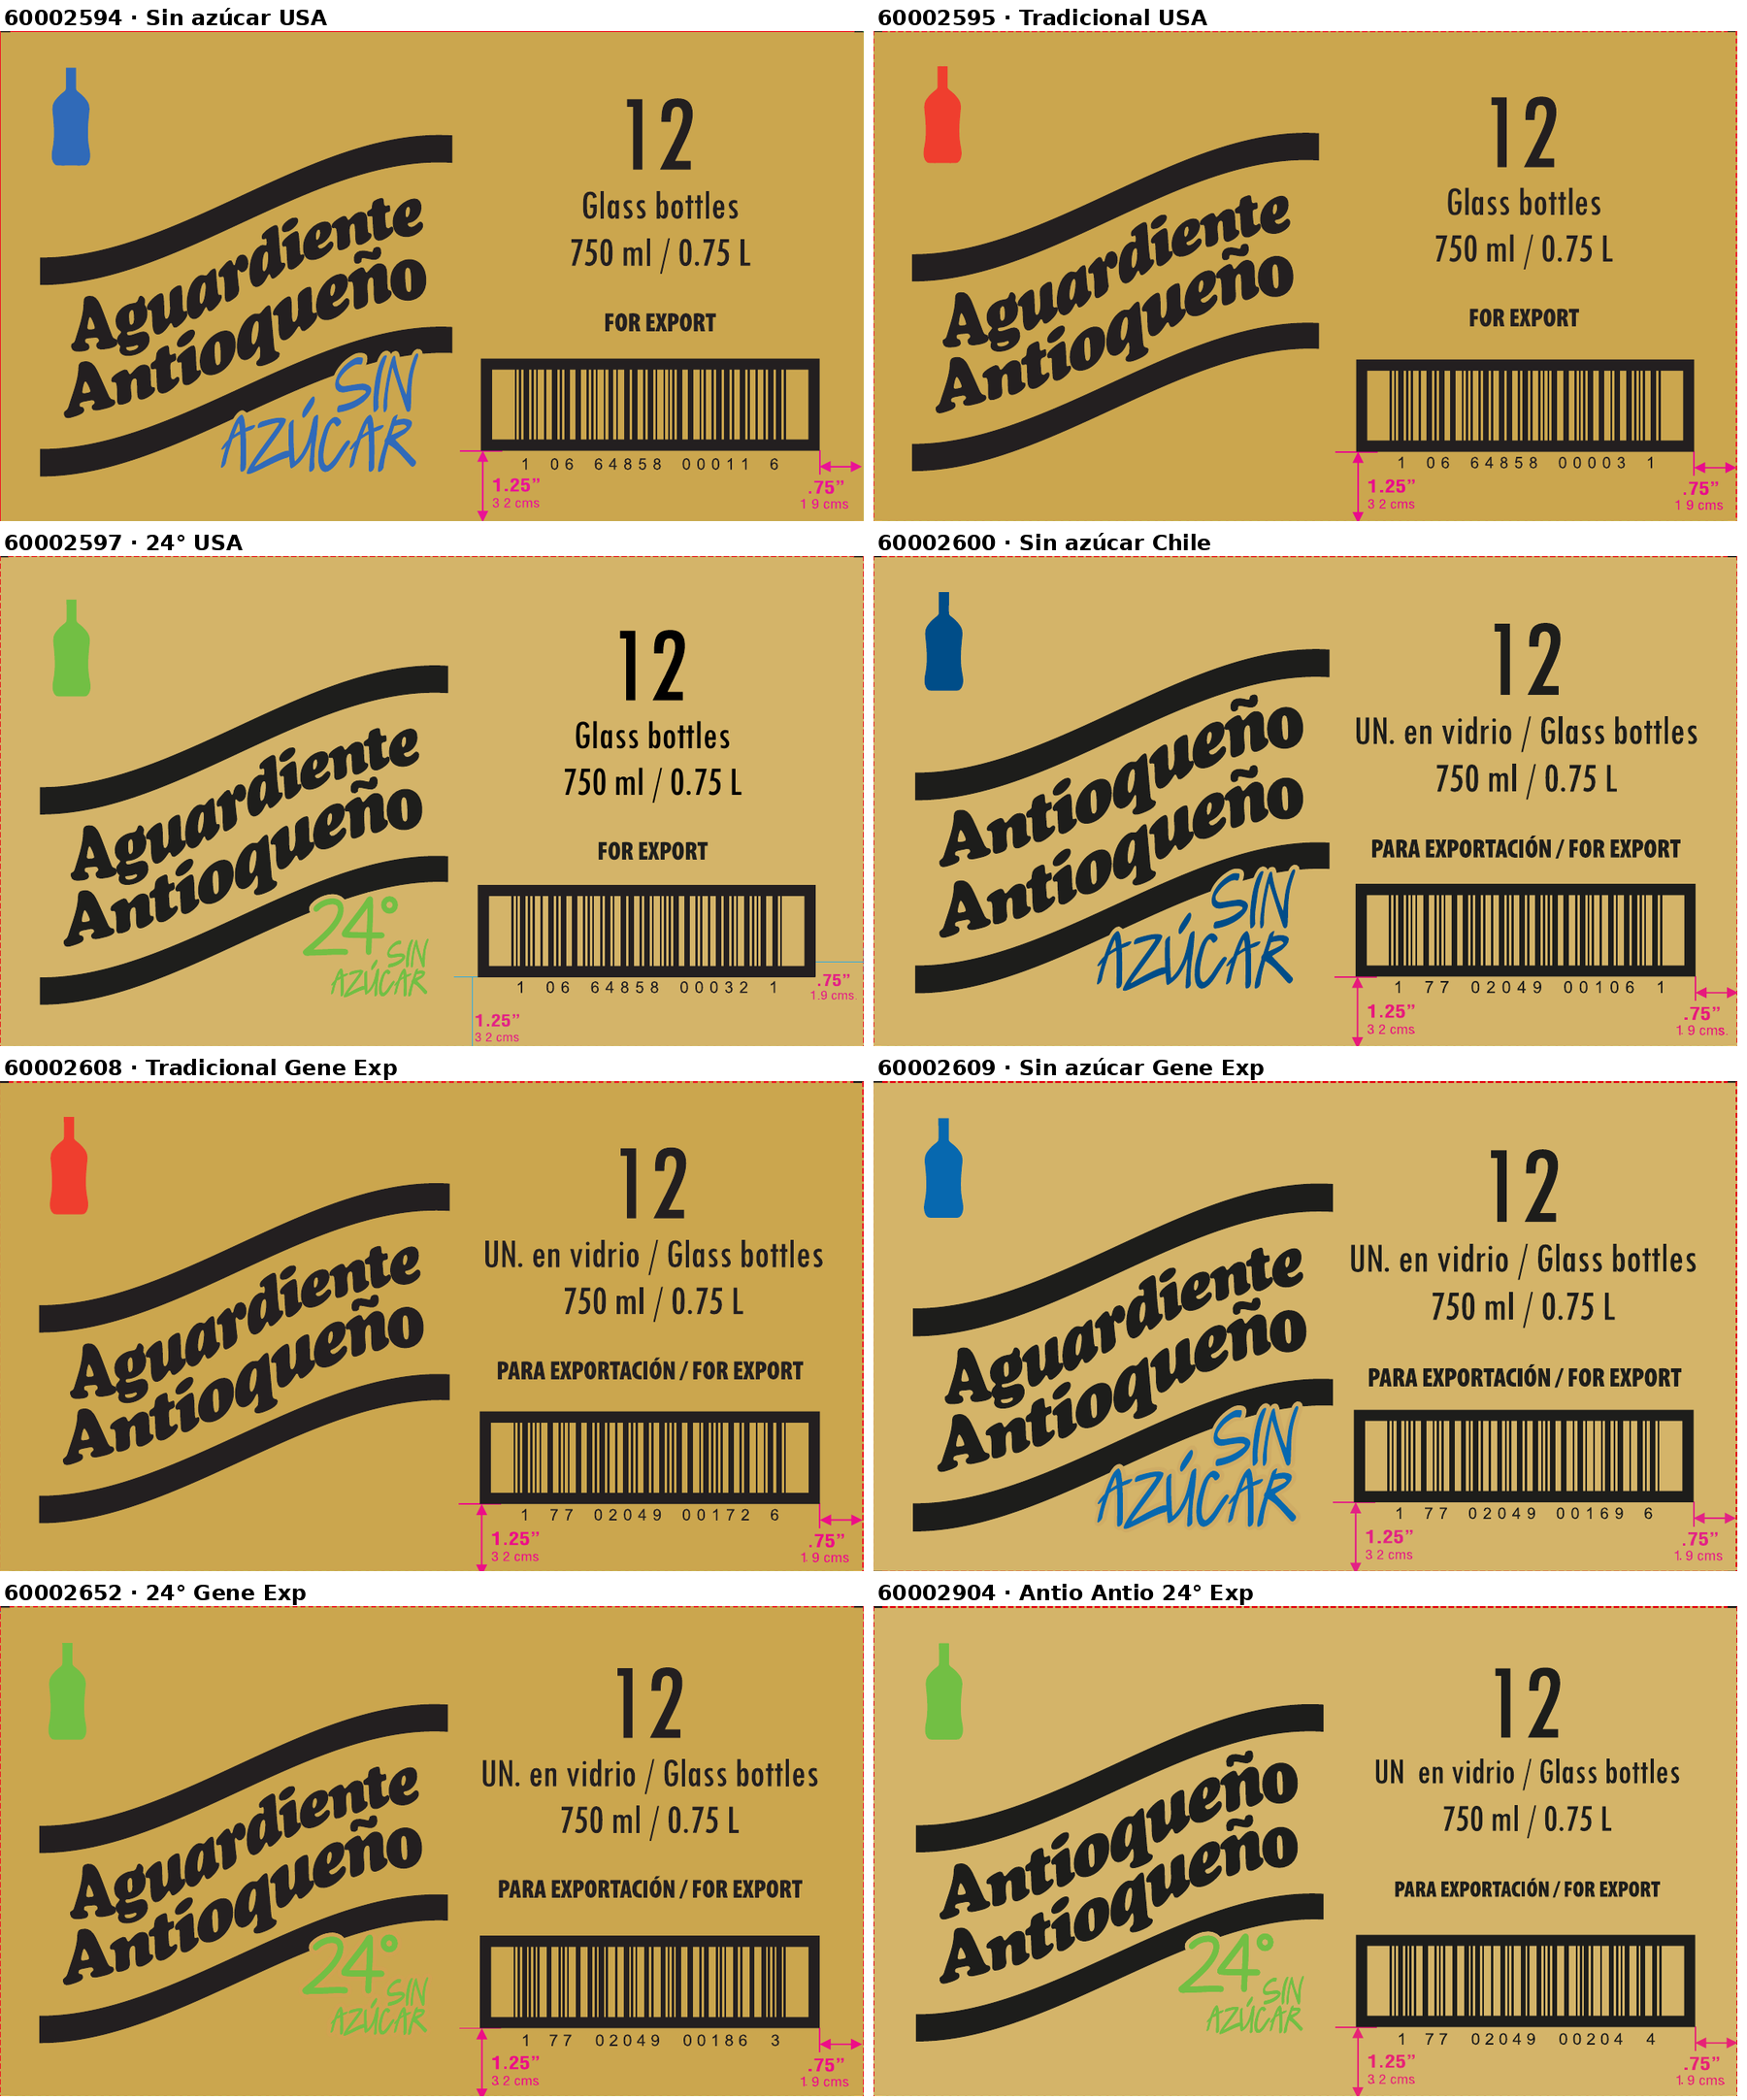 60002594 · Sin azúcar USA
12
Glass bottles
750 ml / 0.75 L
FOR EXPORT
Aguardiente
Antioqueño
SIN
AZÚCAR
1 06 64858 00011 6
1.25”
3 2 cms
.75”
1 9 cms
60002595 · Tradicional USA
12
Glass bottles
750 ml / 0.75 L
FOR EXPORT
Aguardiente
Antioqueño
1 06 64858 00003 1
1.25”
3 2 cms
.75”
1 9 cms
60002597 · 24° USA
12
Glass bottles
750 ml / 0.75 L
FOR EXPORT
Aguardiente
Antioqueño
24°
SIN
AZÚCAR
1 06 64858 00032 1
.75”
1.9 cms
1.25”
3 2 cms
60002600 · Sin azúcar Chile
12
UN. en vidrio / Glass bottles
750 ml / 0.75 L
PARA EXPORTACIÓN / FOR EXPORT
Antioqueño
Antioqueño
SIN
AZÚCAR
1 77 02049 00106 1
1.25”
3 2 cms
.75”
1 9 cms.
60002608 · Tradicional Gene Exp
12
UN. en vidrio / Glass bottles
750 ml / 0.75 L
PARA EXPORTACIÓN / FOR EXPORT
Aguardiente
Antioqueño
1 77 02049 00172 6
1.25”
3 2 cms
.75”
1. 9 cms
60002609 · Sin azúcar Gene Exp
12
UN. en vidrio / Glass bottles
750 ml / 0.75 L
PARA EXPORTACIÓN / FOR EXPORT
Aguardiente
Antioqueño
SIN
AZÚCAR
1 77 02049 00169 6
1.25”
3 2 cms
.75”
1. 9 cms
60002652 · 24° Gene Exp
12
UN. en vidrio / Glass bottles
750 ml / 0.75 L
PARA EXPORTACIÓN / FOR EXPORT
Aguardiente
Antioqueño
24°
SIN
AZÚCAR
1 77 02049 00186 3
1.25”
3 2 cms
.75”
1. 9 cms
60002904 · Antio Antio 24° Exp
12
UN en vidrio / Glass bottles
750 ml / 0.75 L
PARA EXPORTACIÓN / FOR EXPORT
Antioqueño
Antioqueño
24°
SIN
AZÚCAR
1 77 02049 00204 4
1.25”
3 2 cms
.75”
1. 9 cms